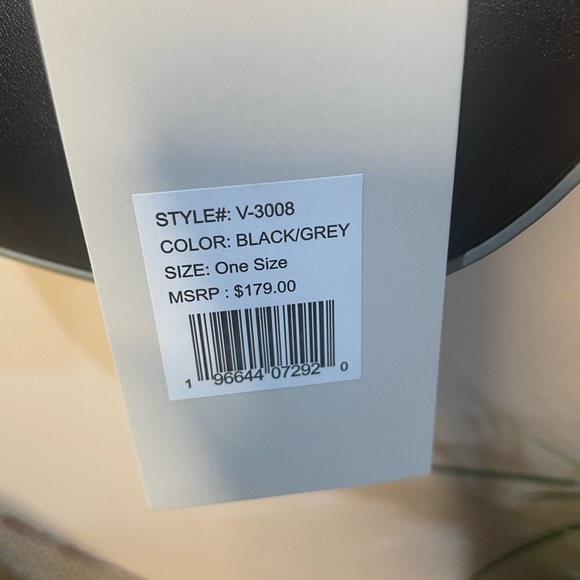 STYLE#: V-3008
COLOR: BLACK/GREY
SIZE: One Size
MSRP : $179.00
1 96644 07292 0